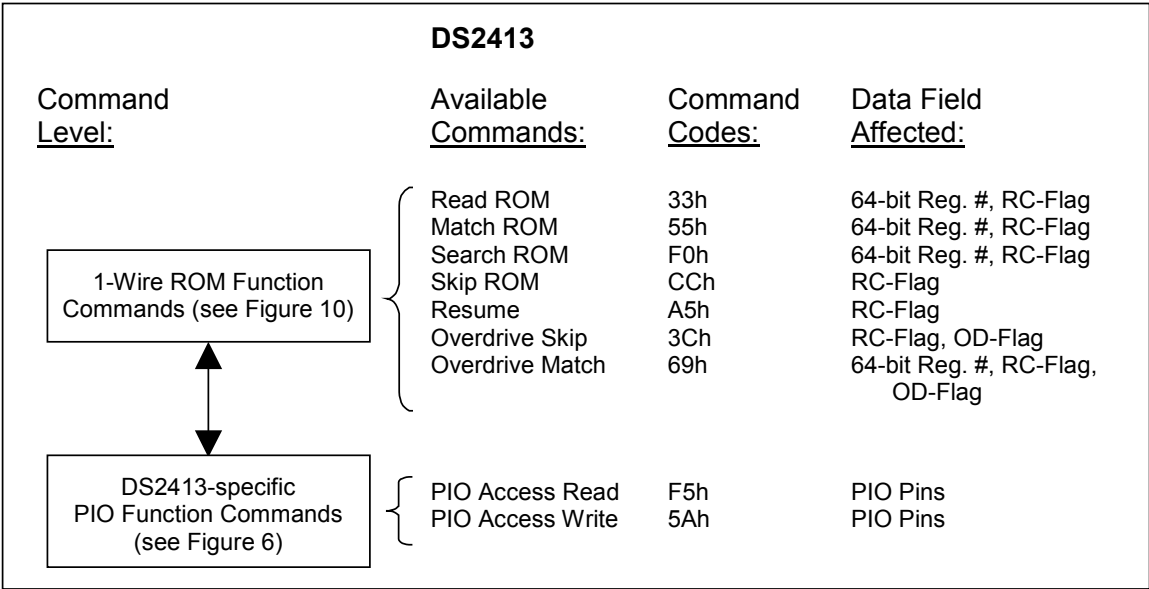 DS2413
Command Available Command Data Field
Level: Commands: Codes: Affected:
Read ROM 33h 64-bit Reg. #, RC-Flag
Match ROM 55h 64-bit Reg. #, RC-Flag
Search ROM F0h 64-bit Reg. #, RC-Flag
1-Wire ROM Function
Commands (see Figure 10)
Skip ROM CCh RC-Flag
Resume A5h RC-Flag
Overdrive Skip 3Ch RC-Flag, OD-Flag
Overdrive Match 69h 64-bit Reg. #, RC-Flag,
OD-Flag
DS2413-specific
PIO Function Commands
(see Figure 6)
PIO Access Read F5h PIO Pins
PIO Access Write 5Ah PIO Pins